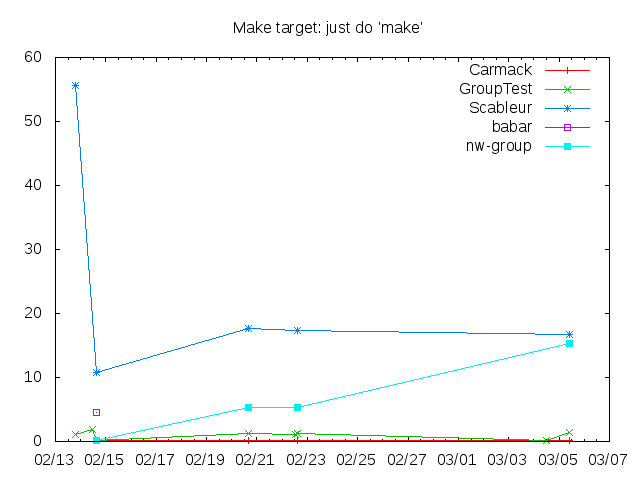 Make target: just do 'make'
60
50
40
30
20
10
0
Carmack
GroupTest
Scableur
babar
nw-group
02/13 02/15 02/17 02/19 02/21 02/23 02/25 02/27 03/01 03/03 03/05 03/07